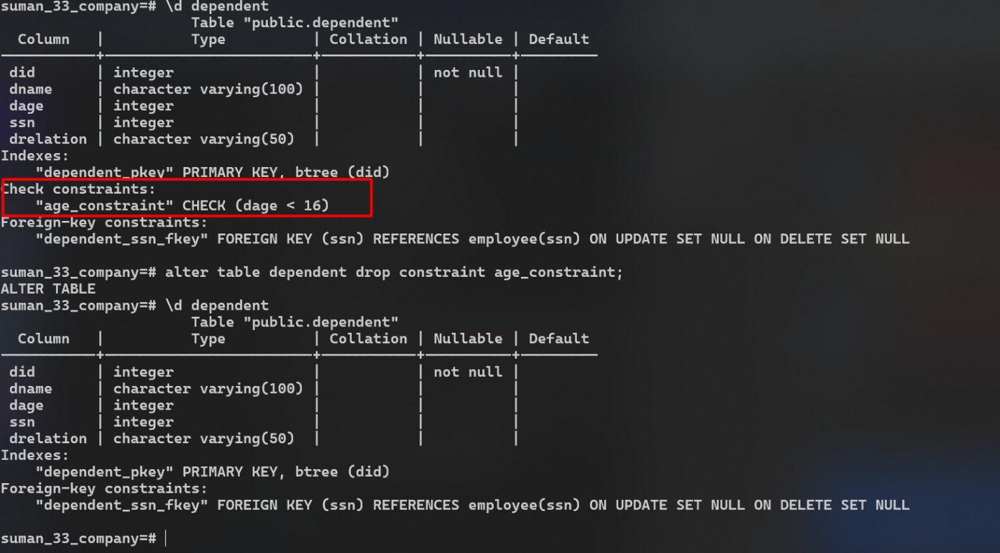 suman_33_company=# \d dependent
Table "public.dependent"
Column | Type | Collation | Nullable | Default
-----------+------------------------+-----------+----------+---------
did | integer | | not null |
dname | character varying(100) | | |
dage | integer | | |
ssn | integer | | |
drelation | character varying(50) | | |
Indexes:
"dependent_pkey" PRIMARY KEY, btree (did)
Check constraints:
"age_constraint" CHECK (dage < 16)
Foreign-key constraints:
"dependent_ssn_fkey" FOREIGN KEY (ssn) REFERENCES employee(ssn) ON UPDATE SET NULL ON DELETE SET NULL
suman_33_company=# alter table dependent drop constraint age_constraint;
ALTER TABLE
suman_33_company=# \d dependent
Table "public.dependent"
Column | Type | Collation | Nullable | Default
-----------+------------------------+-----------+----------+---------
did | integer | | not null |
dname | character varying(100) | | |
dage | integer | | |
ssn | integer | | |
drelation | character varying(50) | | |
Indexes:
"dependent_pkey" PRIMARY KEY, btree (did)
Foreign-key constraints:
"dependent_ssn_fkey" FOREIGN KEY (ssn) REFERENCES employee(ssn) ON UPDATE SET NULL ON DELETE SET NULL
suman_33_company=#